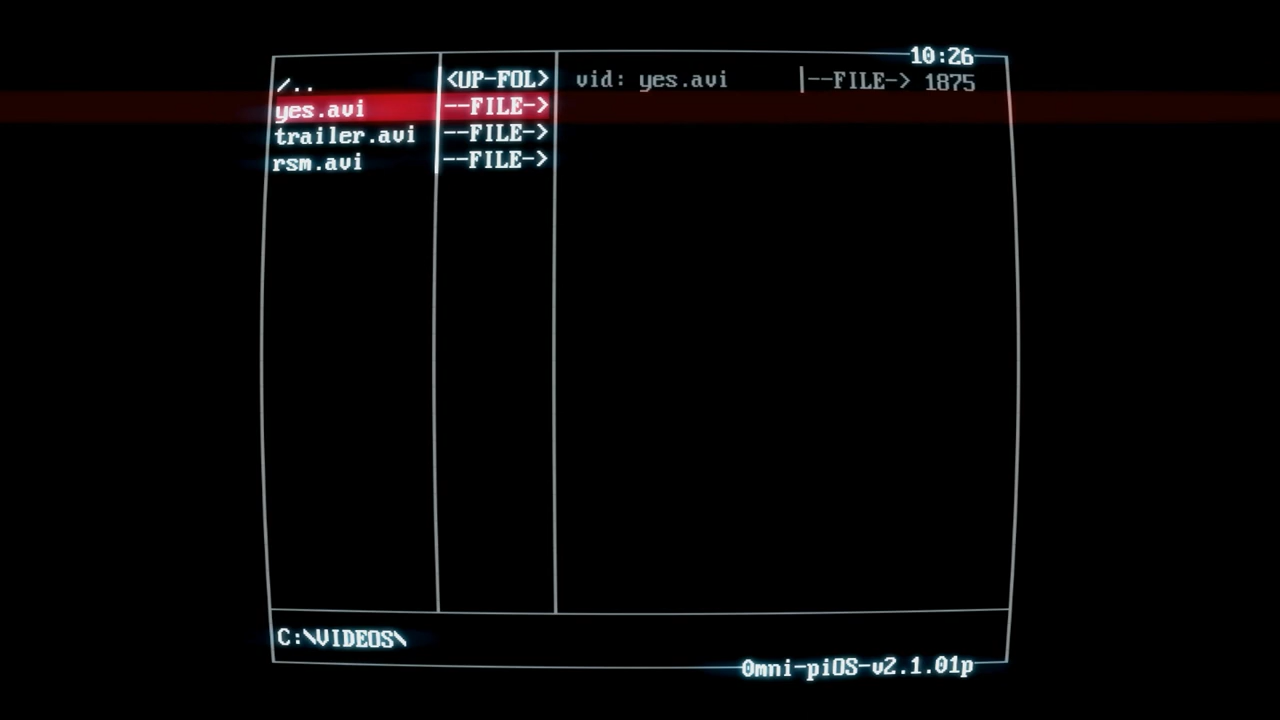 10:26
/.. <UP-FOL> vid: yes.avi |--FILE-> 1875
yes.avi --FILE->
trailer.avi --FILE->
rsm.avi --FILE->
C:\VIDEOS\
0mni-piOS-v2.1.01p